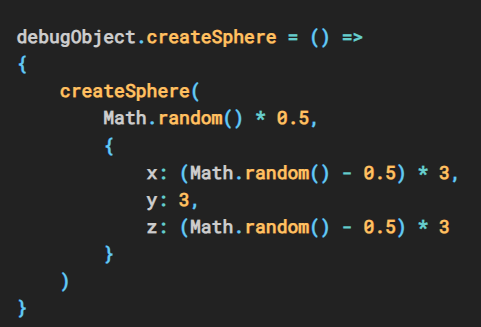 debugObject.createSphere = () =>
{
    createSphere(
        Math.random() * 0.5,
        {
            x: (Math.random() - 0.5) * 3,
            y: 3,
            z: (Math.random() - 0.5) * 3
        }
    )
}